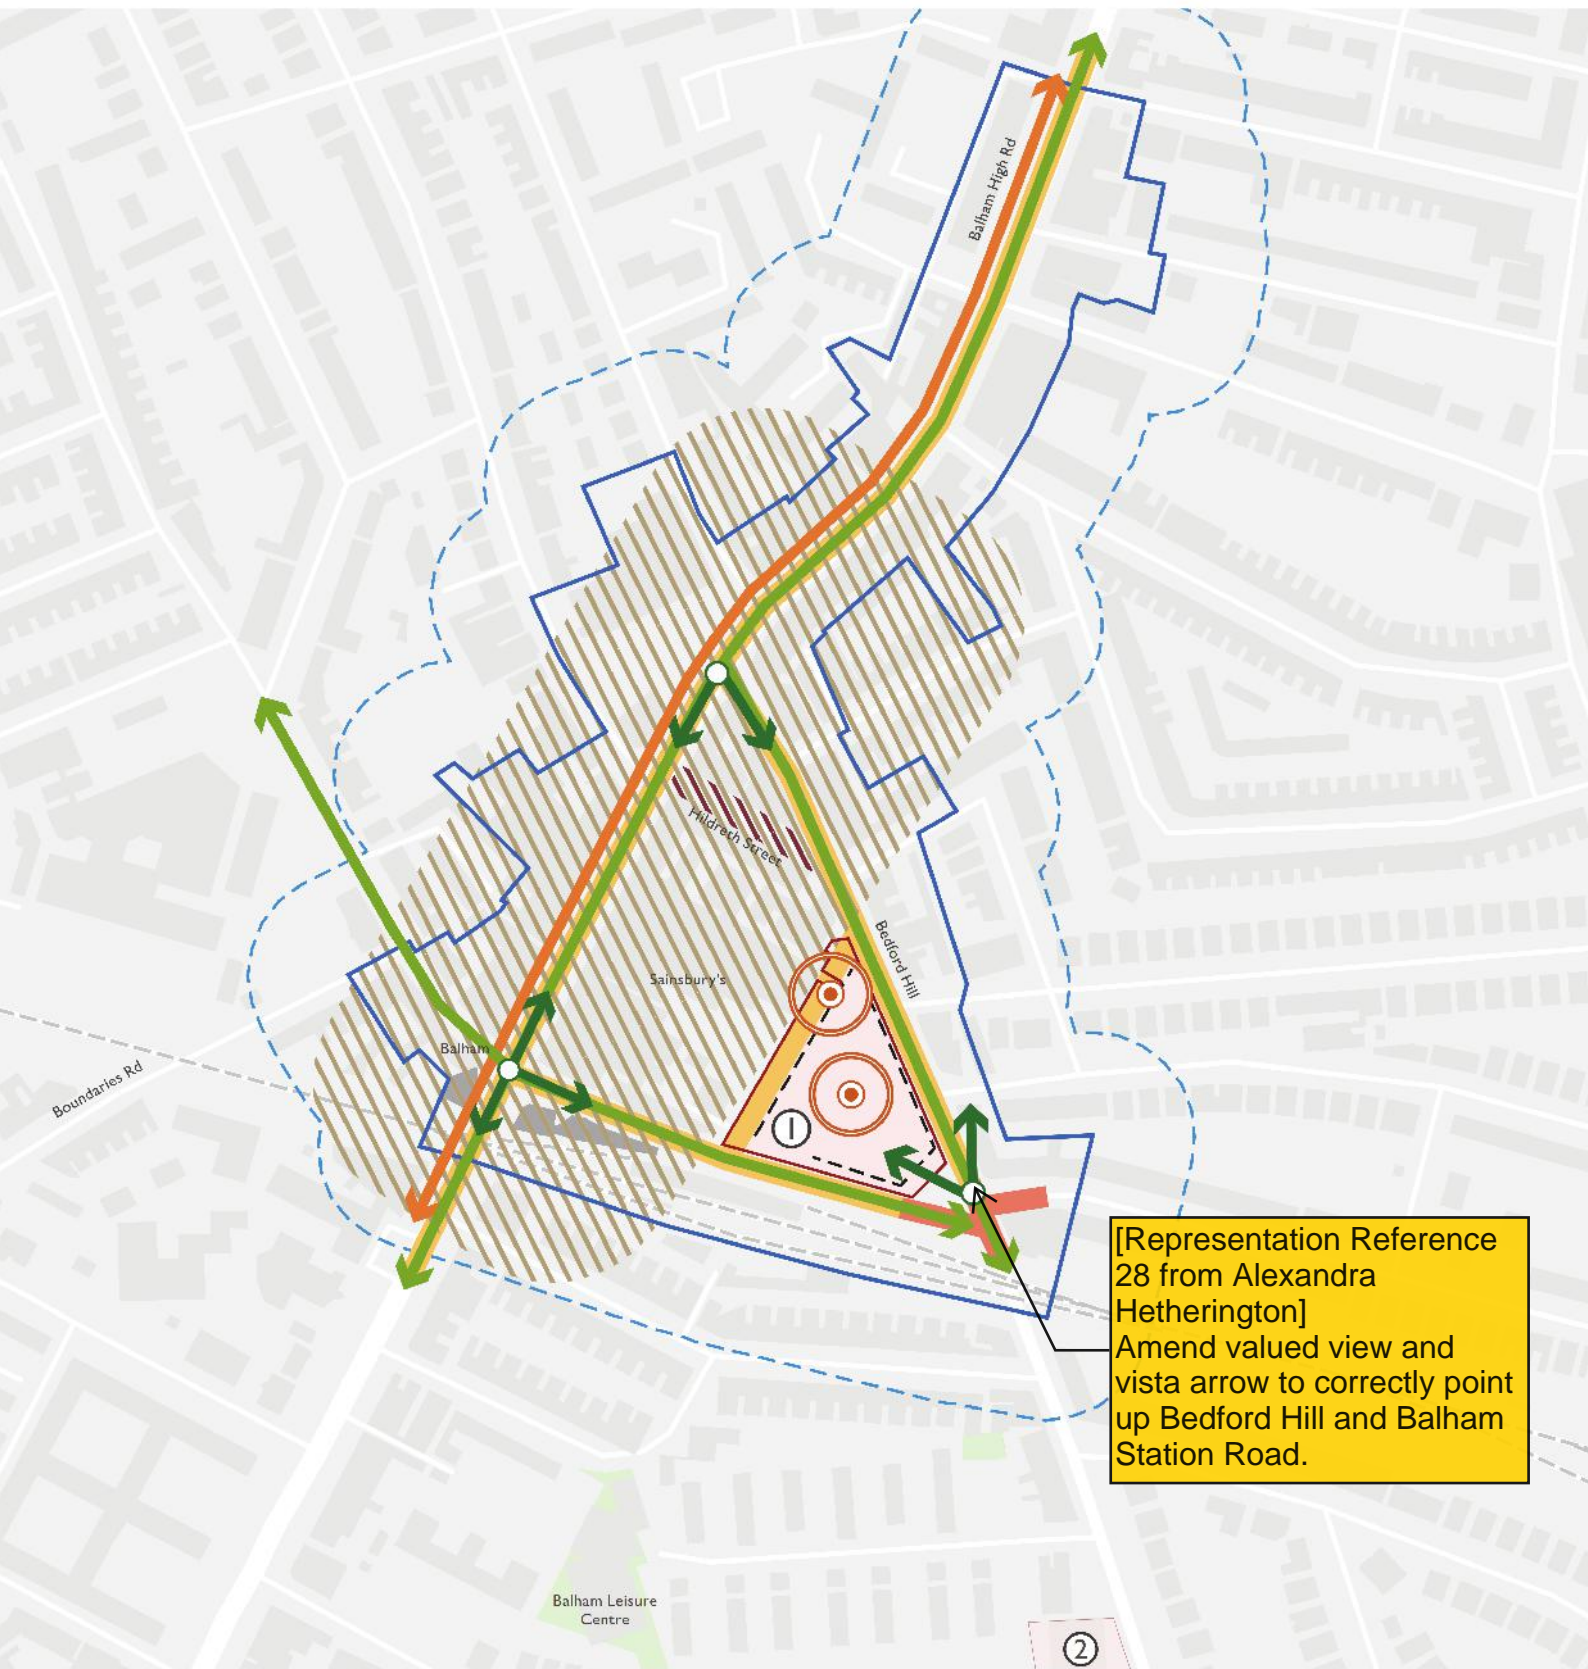 Balham High Rd
Hildreth Street
Bedford Hill
Sainsbury's
Balham
Boundaries Rd
1
[Representation Reference
28 from Alexandra
Hetherington]
Amend valued view and
vista arrow to correctly point
up Bedford Hill and Balham
Station Road.
Balham Leisure
Centre
2